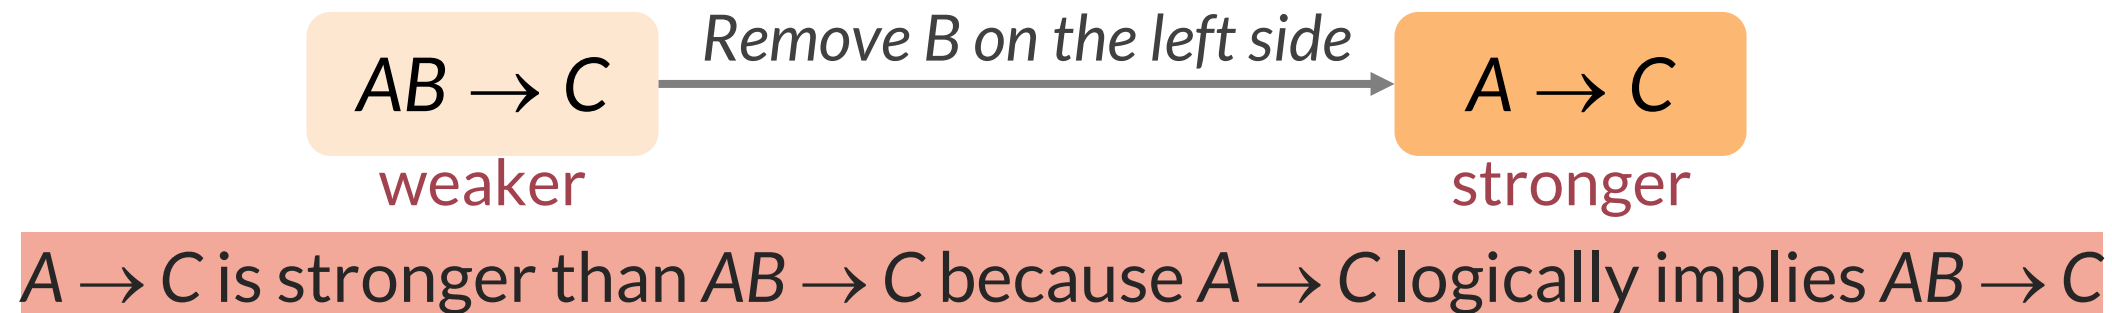 Remove B on the left side
AB → C
A → C
weaker
stronger
A → C is stronger than AB → C because A → C logically implies AB → C